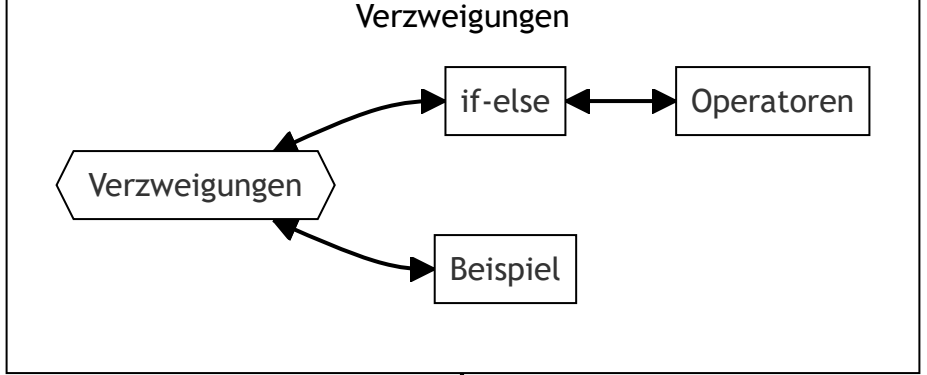 Verzweigungen
if-else
Operatoren
Verzweigungen
Beispiel